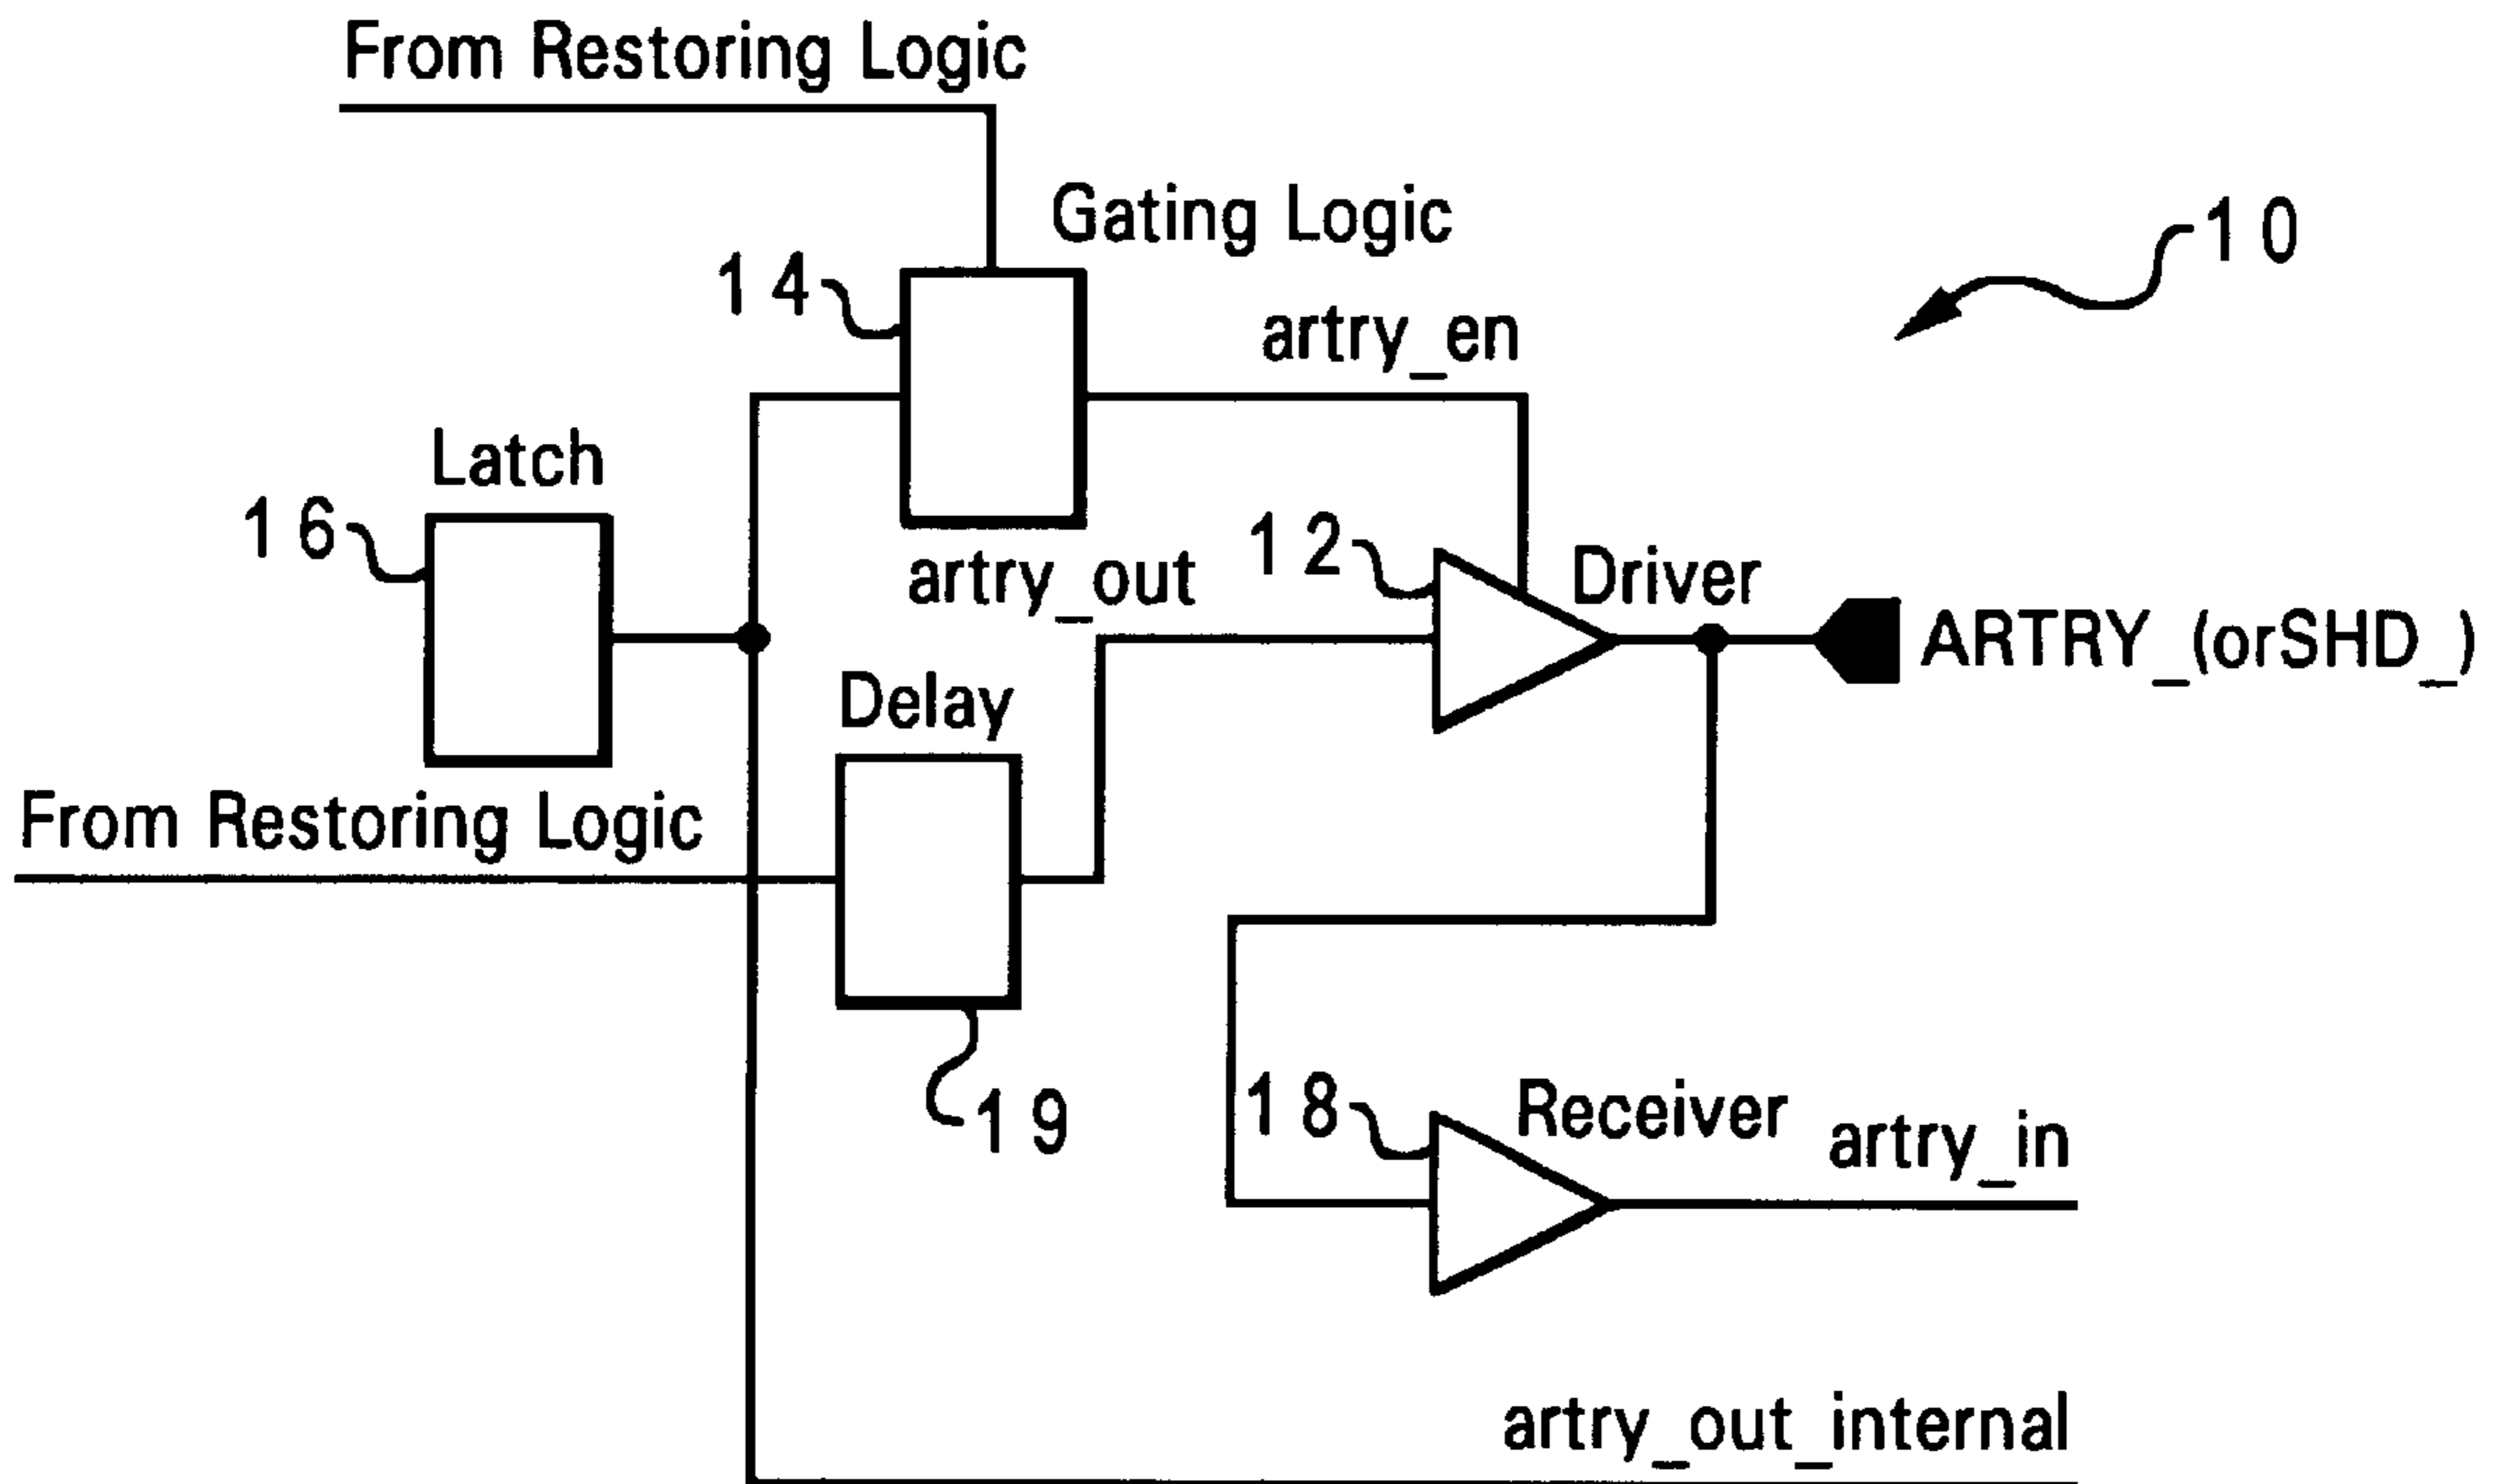 From Restoring Logic
Gating Logic
10
14
artry_en
Latch
16
artry_out
12
Driver
ARTRY_(orSHD_)
Delay
From Restoring Logic
19
18
Receiver
artry_in
artry_out_internal